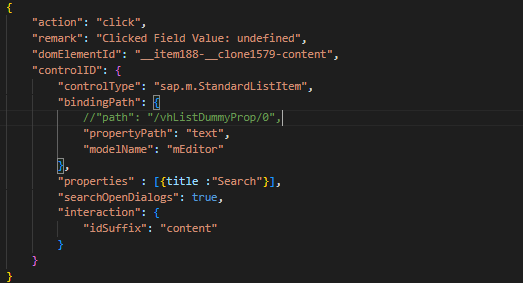 {
"action": "click",
"remark": "Clicked Field Value: undefined",
"domElementId": "__item188-__clone1579-content",
"controlID": {
"controlType": "sap.m.StandardListItem",
"bindingPath": {
//"path": "/vhListDummyProp/0",
"propertyPath": "text",
"modelName": "mEditor"
},
"properties" : [{title :"Search"}],
"searchOpenDialogs": true,
"interaction": {
"idSuffix": "content"
}
}
}